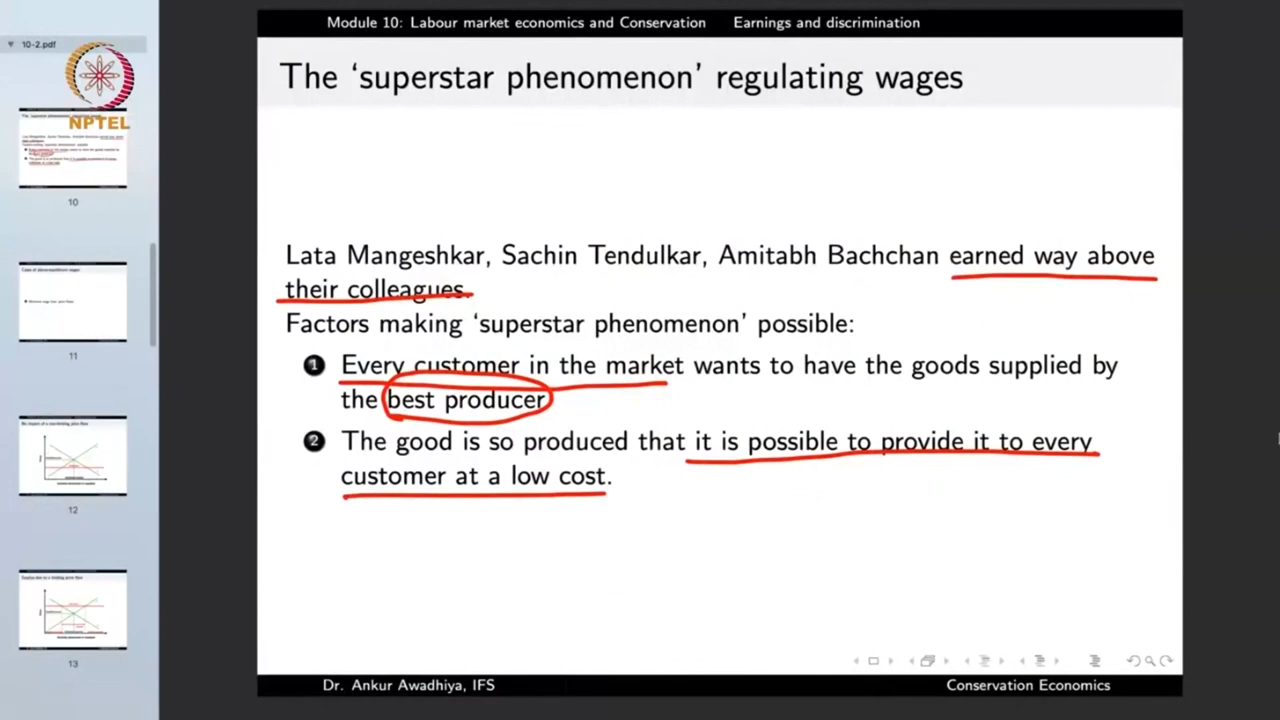 Module 10: Labour market economics and Conservation Earnings and discrimination
10-2.pdf
NPTEL
The ‘superstar phenomenon’ regulating wages
Lata Mangeshkar, Sachin Tendulkar, Amitabh Bachchan earned way above
their colleagues.
Factors making ‘superstar phenomenon’ possible:
1 Every customer in the market wants to have the goods supplied by
the best producer
2 The good is so produced that it is possible to provide it to every
customer at a low cost.
10
11
12
13
Dr. Ankur Awadhiya, IFS Conservation Economics